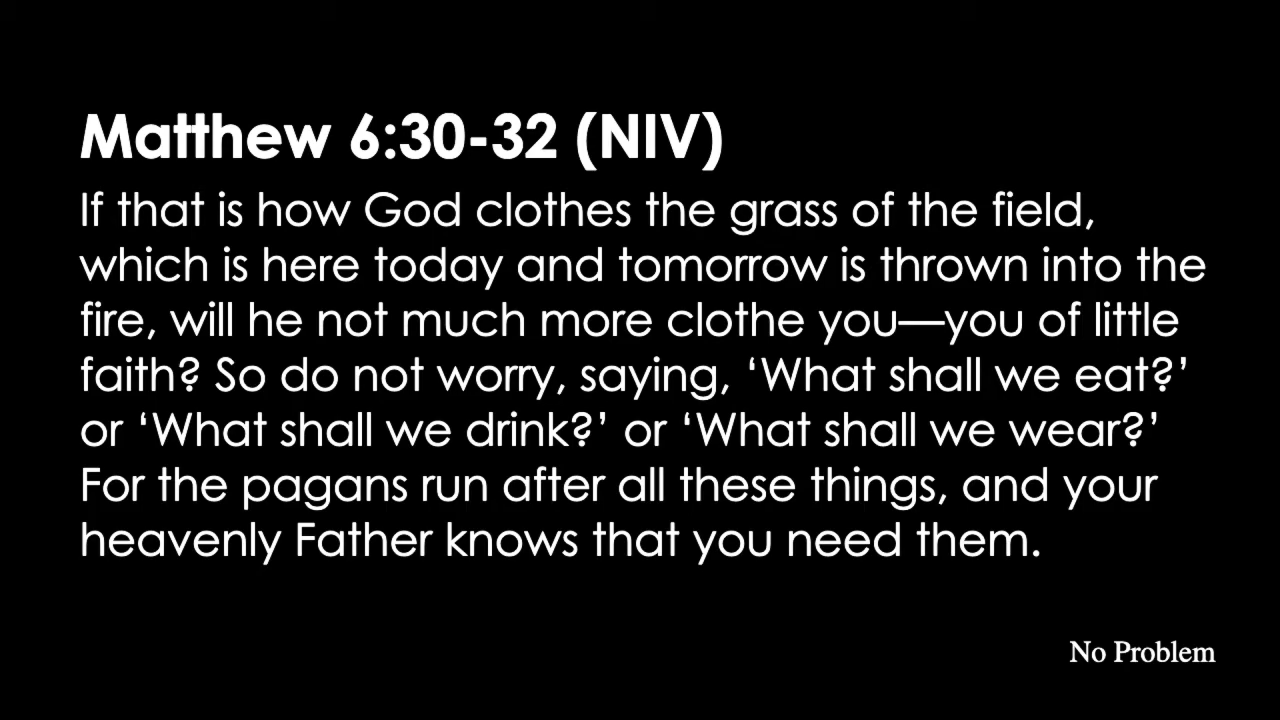 Matthew 6:30-32 (NIV)
If that is how God clothes the grass of the field,
which is here today and tomorrow is thrown into the
fire, will he not much more clothe you—you of little
faith? So do not worry, saying, ‘What shall we eat?’
or ‘What shall we drink?’ or ‘What shall we wear?’
For the pagans run after all these things, and your
heavenly Father knows that you need them.
No Problem